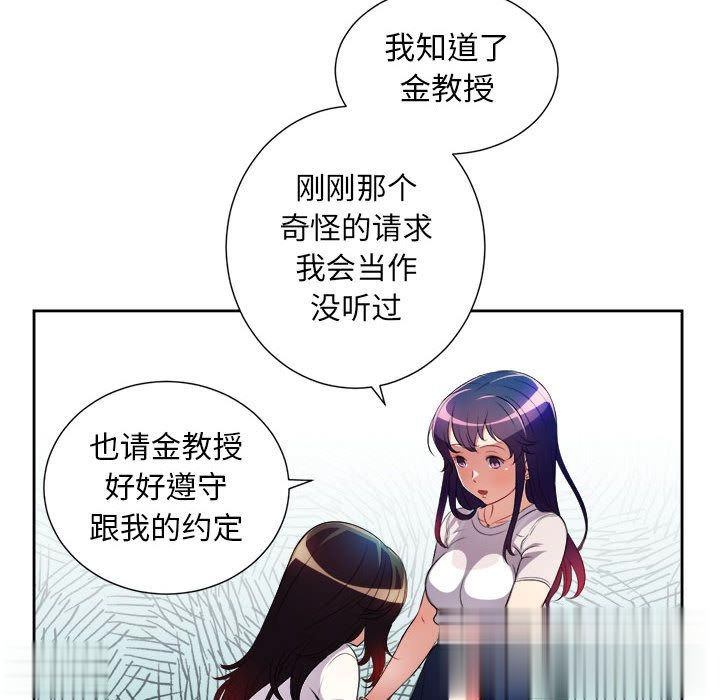 我知道了
金教授
刚刚那个
奇怪的请求
我会当作
没听过
也请金教授
好好遵守
跟我的约定